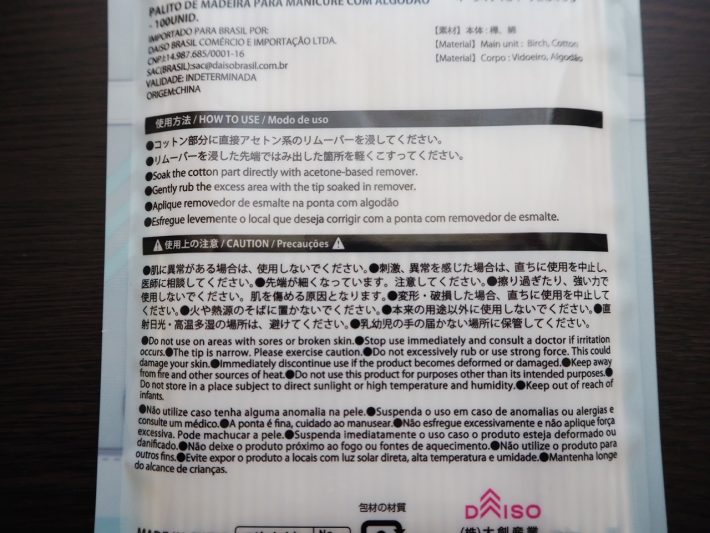 PALITO DE MADEIRA PARA MANICURE COM ALGODÃO
- 100UNID.
IMPORTADO PARA BRASIL POR:
DAISO BRASIL COMÉRCIO E IMPORTAÇÃO LTDA.
CNPJ:14.987.685/0001-16
SAC(BRASIL):sac@daisobrasil.com.br
VALIDADE: INDETERMINADA
ORIGEM:CHINA
【素材】本体：樺、綿
【Material】Main unit : Birch, Cotton
【Material】Corpo : Vidoeiro, Algodão
使用方法 / HOW TO USE / Modo de uso
●コットン部分に直接アセトン系のリムーバーを浸してください。
●リムーバーを浸した先端ではみ出した箇所を軽くこすってください。
●Soak the cotton part directly with acetone-based remover.
●Gently rub the excess area with the tip soaked in remover.
●Aplique removedor de esmalte na ponta com algodão
●Esfregue levemente o local que deseja corrigir com a ponta com removedor de esmalte.
使用上の注意 / CAUTION / Precauções
●肌に異常がある場合は、使用しないでください。●刺激、異常を感じた場合は、直ちに使用を中止し、
医師に相談してください。●先端が細くなっています。注意してください。●擦り過ぎたり、強い力で
使用しないでください。肌を傷める原因となります。●変形・破損した場合、直ちに使用を中止して
ください。●火や熱源のそばに置かないでください。●本来の用途以外に使用しないでください。●直
射日光・高温多湿の場所は、避けてください。●乳幼児の手の届かない場所に保管してください。
●Do not use on areas with sores or broken skin.●Stop use immediately and consult a doctor if irritation
occurs.●The tip is narrow. Please exercise caution.●Do not excessively rub or use strong force. This could
damage your skin.●Immediately discontinue use if the product becomes deformed or damaged.●Keep away
from fire and other sources of heat.●Do not use this product for purposes other than its intended purposes.●
Do not store in a place subject to direct sunlight or high temperature and humidity.●Keep out of reach of
infants.
●Não utilize caso tenha alguma anomalia na pele.●Suspenda o uso em caso de anomalias ou alergias e
consulte um médico.●A ponta é fina, cuidado ao manusear.●Não esfregue excessivamente e não aplique força
excessiva. Pode machucar a pele.●Suspenda imediatamente o uso caso o produto esteja deformado ou
danificado.●Não deixe o produto próximo ao fogo ou fontes de aquecimento.●Não utilize o produto para
outros fins.●Evite expor o produto a locais com luz solar direta, alta temperatura e umidade.●Mantenha longe
do alcance de crianças.
包材の材質
DAISO
(株)大創産業